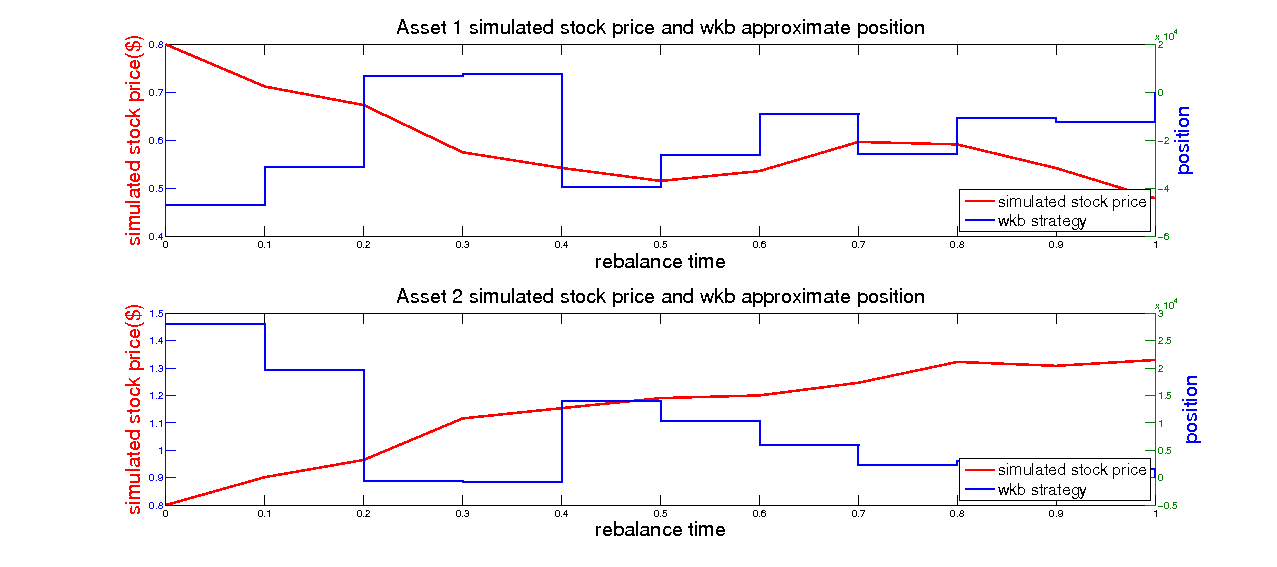 Asset 1 simulated stock price and wkb approximate position
simulated stock price($)
0.8
0.7
0.6
0.5
0.4
x 10^4
2
0
-2
-4
-6
position
simulated stock price
wkb strategy
0 0.1 0.2 0.3 0.4 0.5 0.6 0.7 0.8 0.9 1
rebalance time
Asset 2 simulated stock price and wkb approximate position
simulated stock price($)
1.5
1.4
1.3
1.2
1.1
1
0.9
0.8
x 10^4
3
2.5
2
1.5
1
0.5
0
-0.5
position
simulated stock price
wkb strategy
0 0.1 0.2 0.3 0.4 0.5 0.6 0.7 0.8 0.9 1
rebalance time